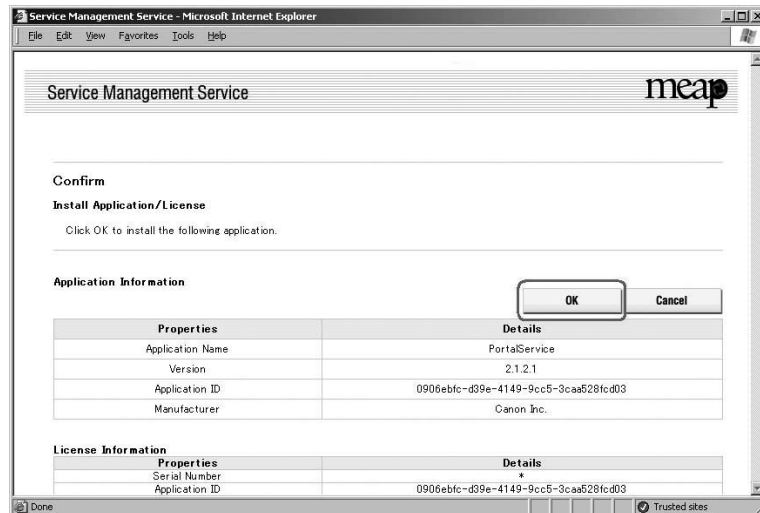 Service Management Service - Microsoft Internet Explorer
File Edit View Favorites Tools Help
Service Management Service meap
Confirm
Install Application/License
Click OK to install the following application.
Application Information
OK Cancel
Properties Details
Application Name PortalService
Version 2.1.2.1
Application ID 0906ebfc-d39e-4149-9cc5-3caa528fcd03
Manufacturer Canon Inc.
License Information
Properties Details
Serial Number *
Application ID 0906ebfc-d39e-4149-9cc5-3caa528fcd03
Done Trusted sites